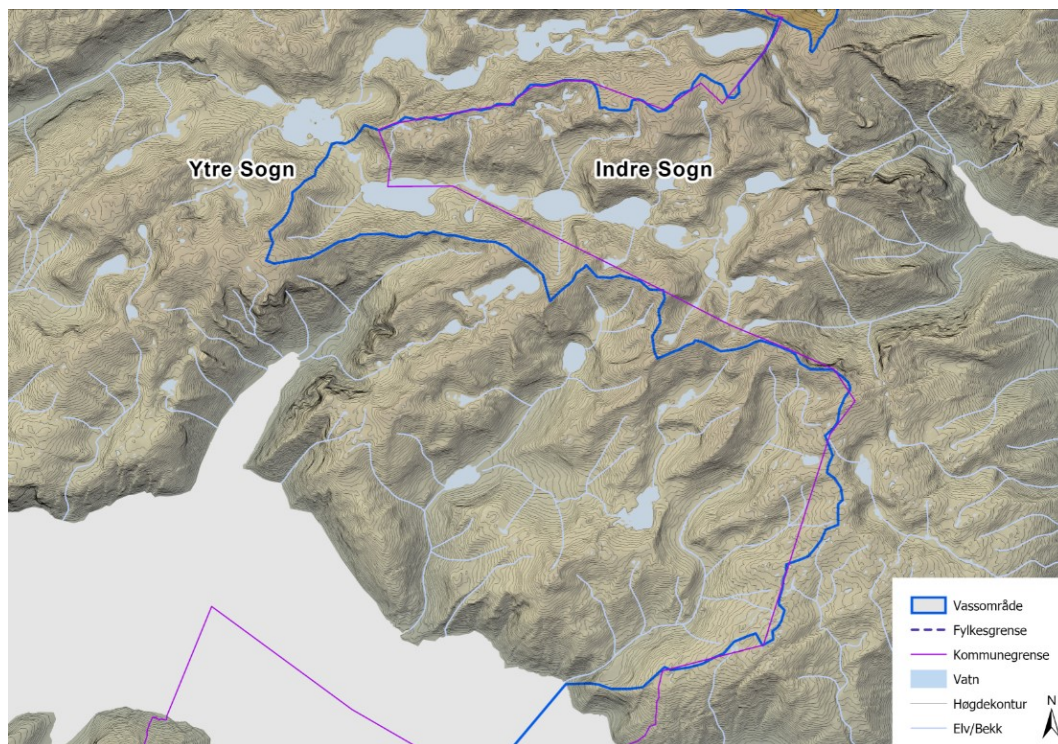 Ytre Sogn
Indre Sogn
Vassområde
Fylkesgrense
Kommunegrense
Vatn
Høgdekontur
Elv/Bekk
N